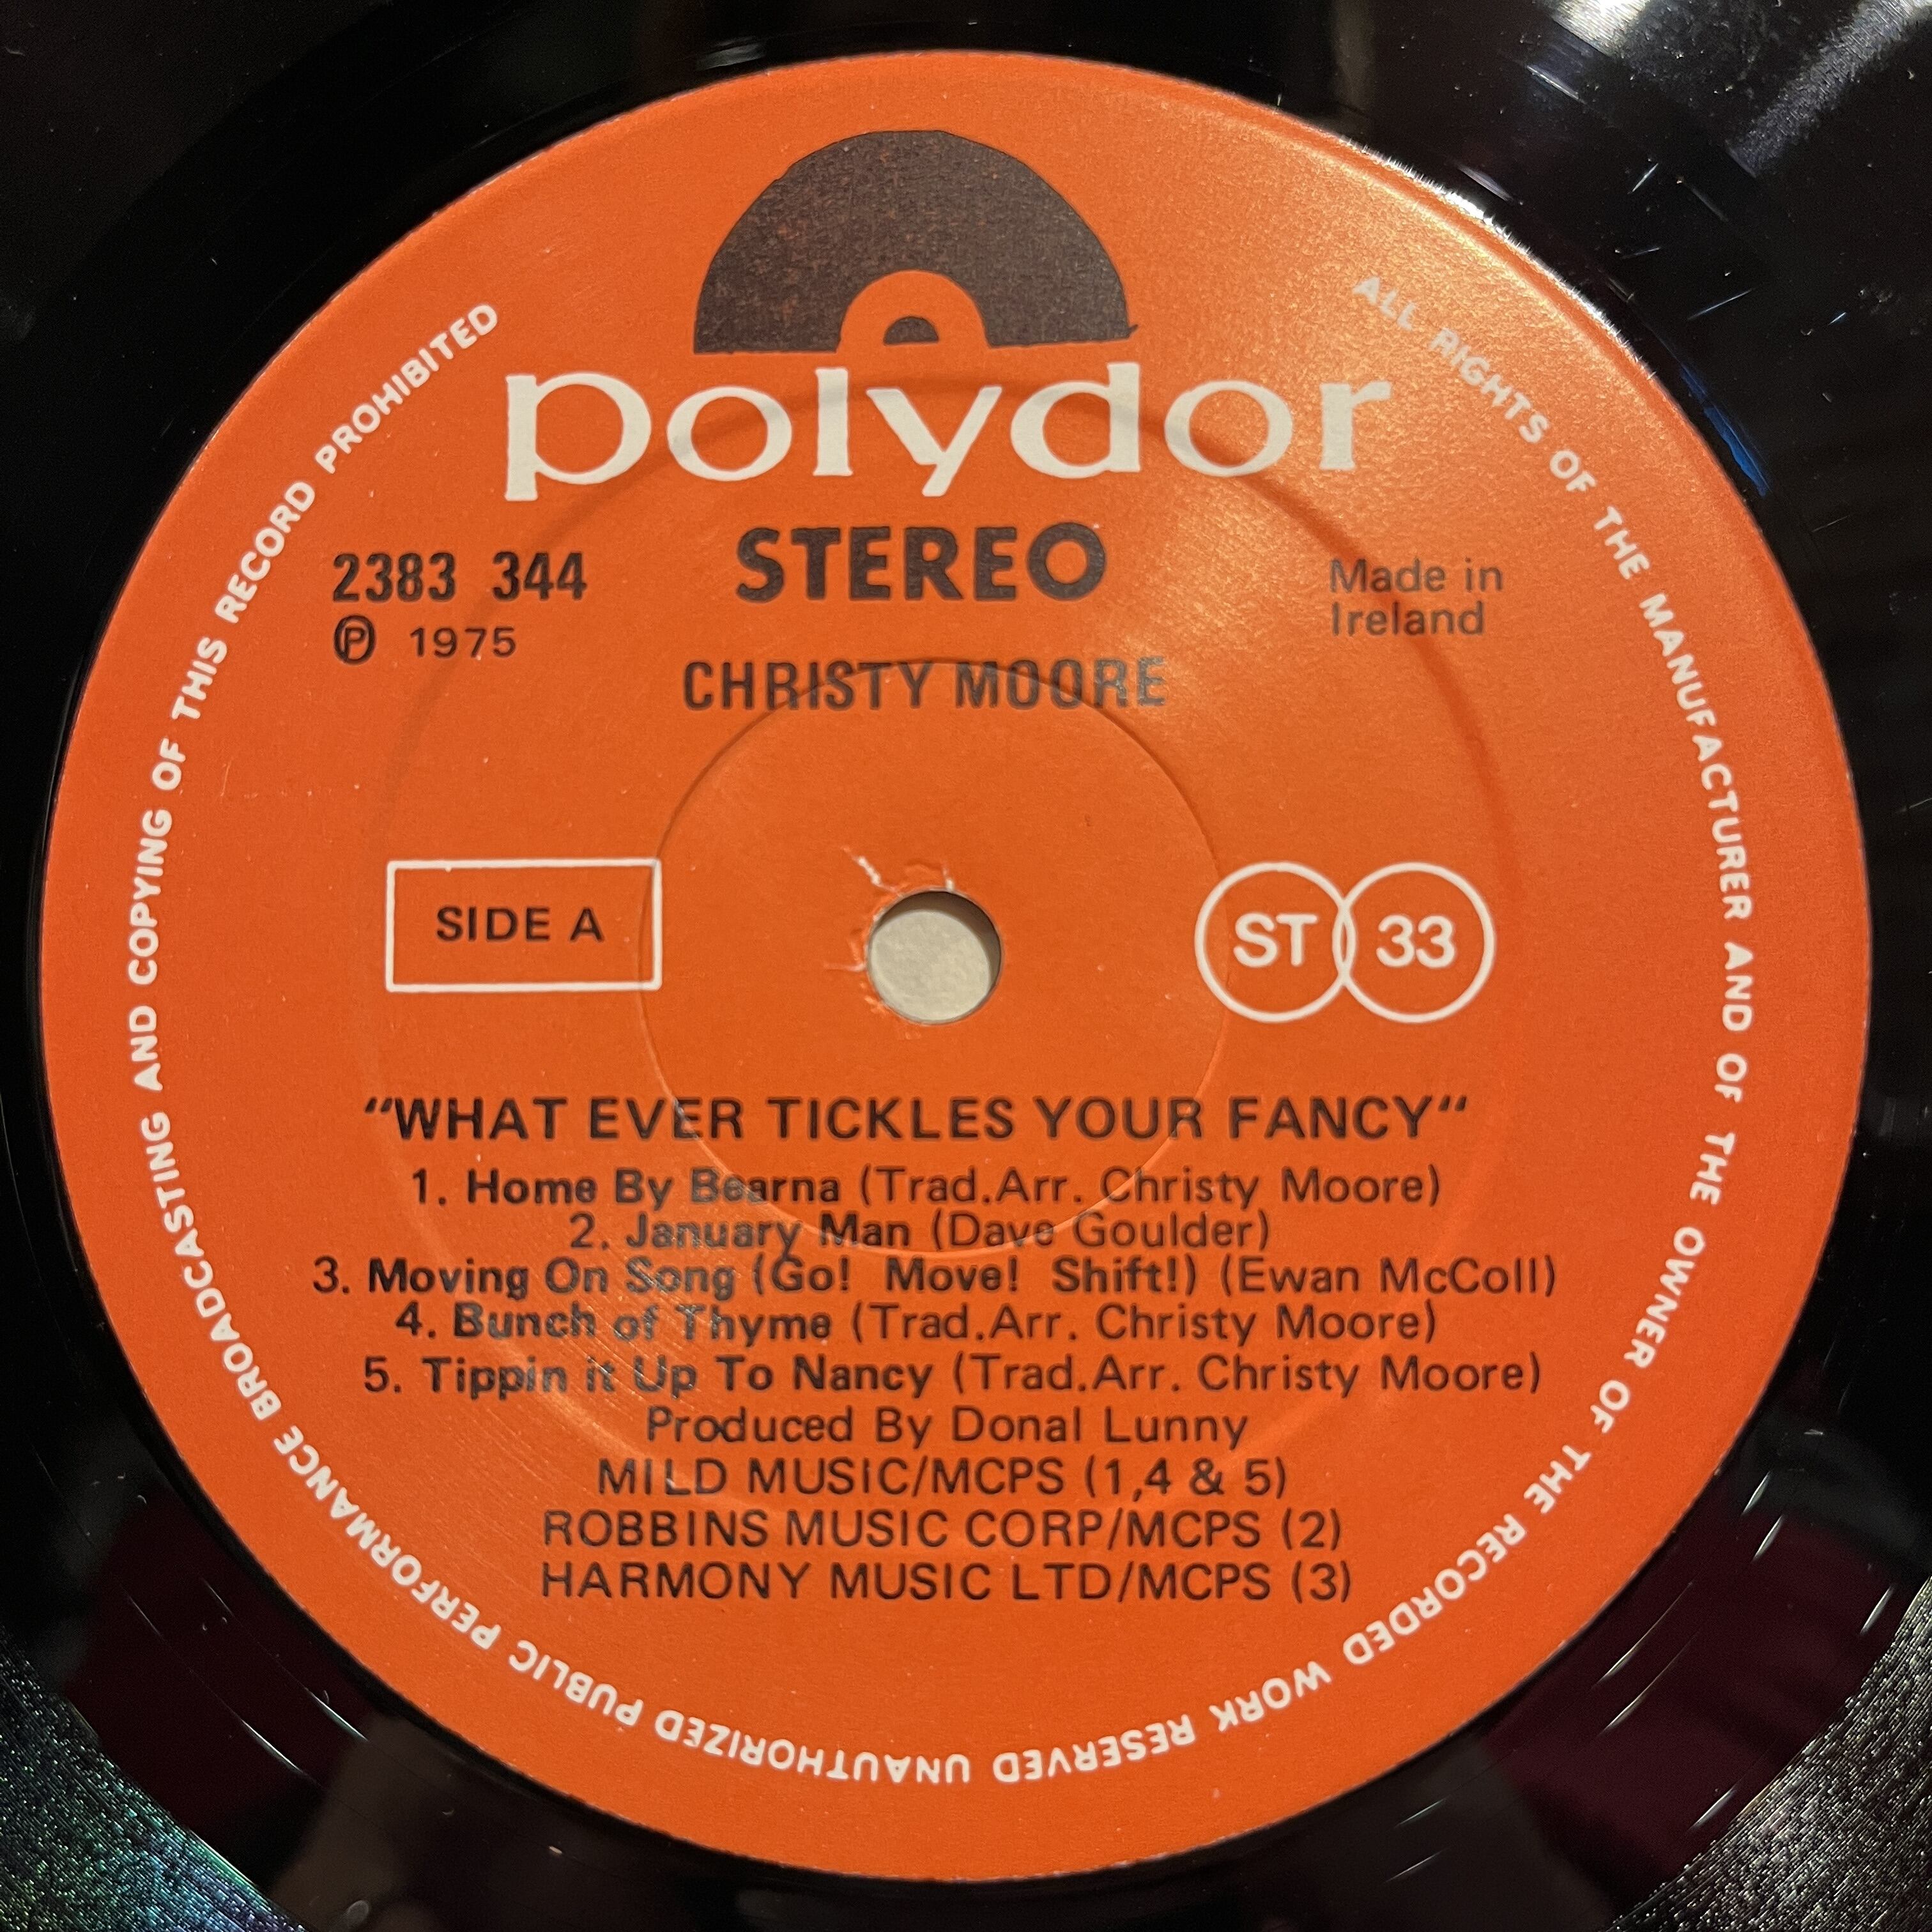 polydor
STEREO
2383 344
Ⓟ 1975
Made in
Ireland
CHRISTY MOORE
SIDE A
ST 33
"WHAT EVER TICKLES YOUR FANCY"
1. Home By Bearna (Trad.Arr. Christy Moore)
2. January Man (Dave Goulder)
3. Moving On Song (Go! Move! Shift!) (Ewan McColl)
4. Bunch of Thyme (Trad.Arr. Christy Moore)
5. Tippin it Up To Nancy (Trad.Arr. Christy Moore)
Produced By Donal Lunny
MILD MUSIC/MCPS (1,4 & 5)
ROBBINS MUSIC CORP/MCPS (2)
HARMONY MUSIC LTD/MCPS (3)
ALL RIGHTS OF THE MANUFACTURER AND OF THE OWNER OF THE RECORDED WORK RESERVED UNAUTHORIZED PUBLIC PERFORMANCE BROADCASTING AND COPYING OF THIS RECORD PROHIBITED